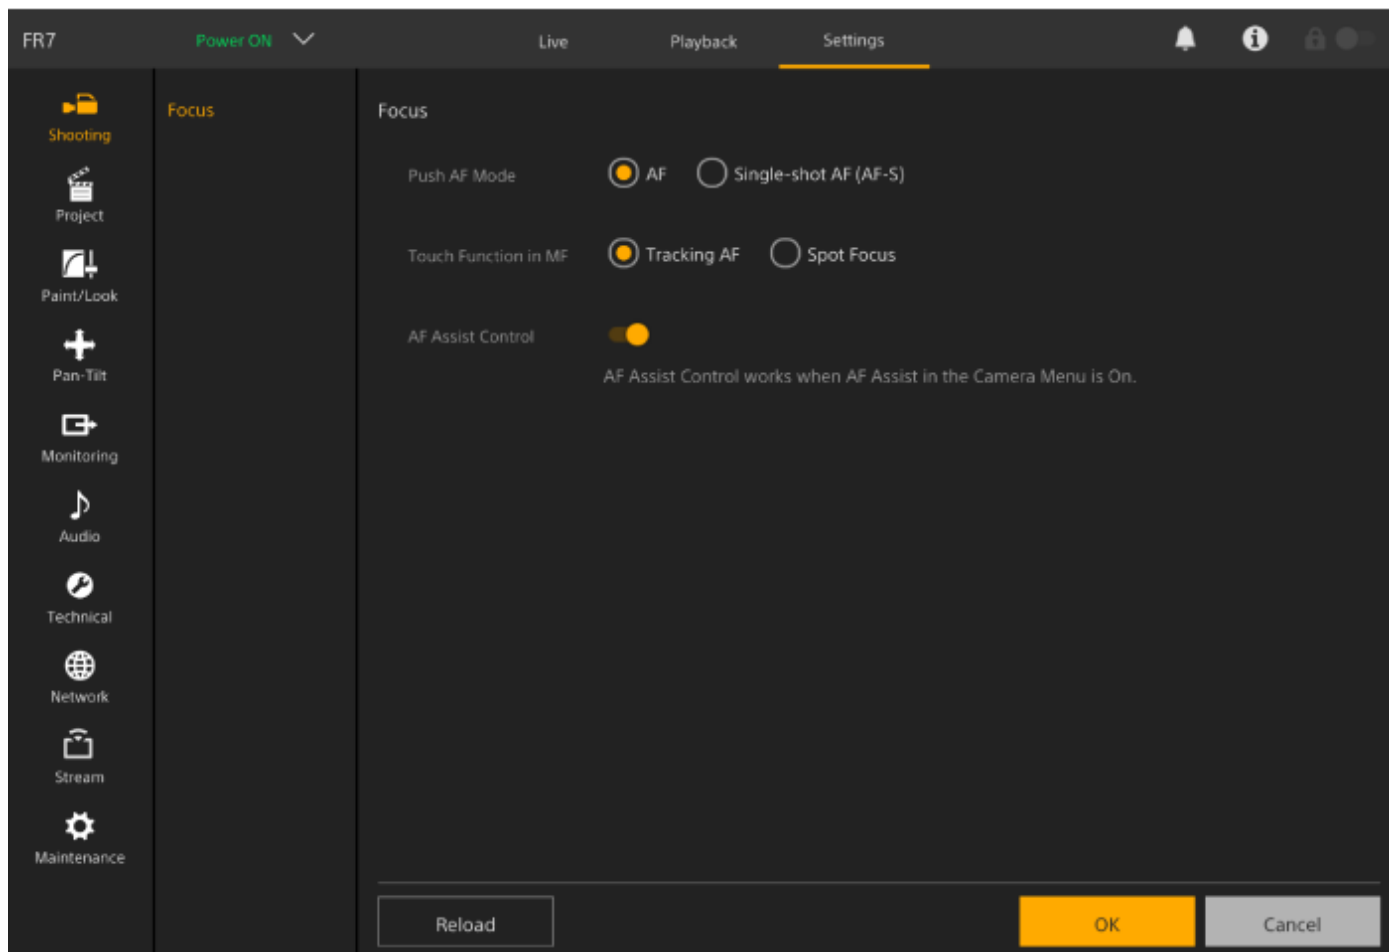 FR7
Power ON
Live
Playback
Settings
Shooting
Project
Paint/Look
Pan-Tilt
Monitoring
Audio
Technical
Network
Stream
Maintenance
Focus
Focus
Push AF Mode
AF
Single-shot AF (AF-S)
Touch Function in MF
Tracking AF
Spot Focus
AF Assist Control
AF Assist Control works when AF Assist in the Camera Menu is On.
Reload
OK
Cancel